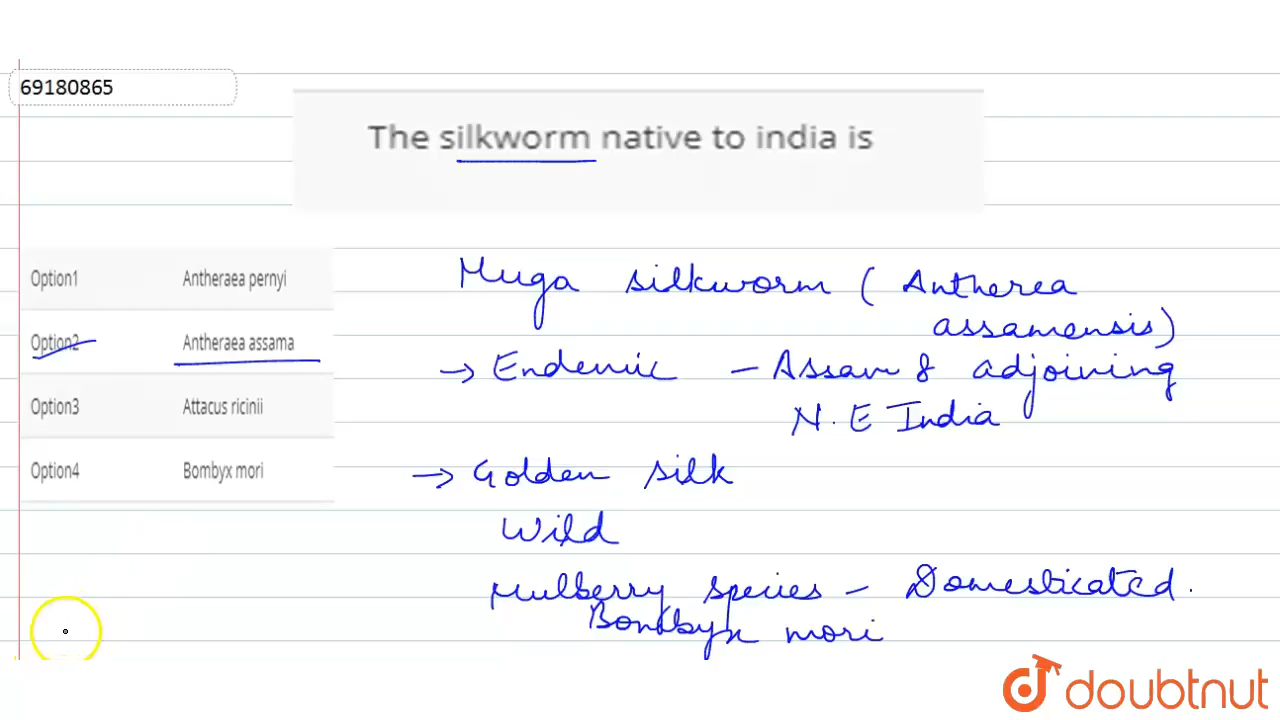 69180865
The silkworm native to india is
Option1 Antheraea pernyi
Option2 Antheraea assama
Option3 Attacus ricinii
Option4 Bombyx mori
Muga silkworm (Antherea
assamensis)
→ Endemic - Assam & adjoining
N.E India
→ Golden silk
Wild
Mulberry species - Domesticated.
Bombyx mori
doubtnut